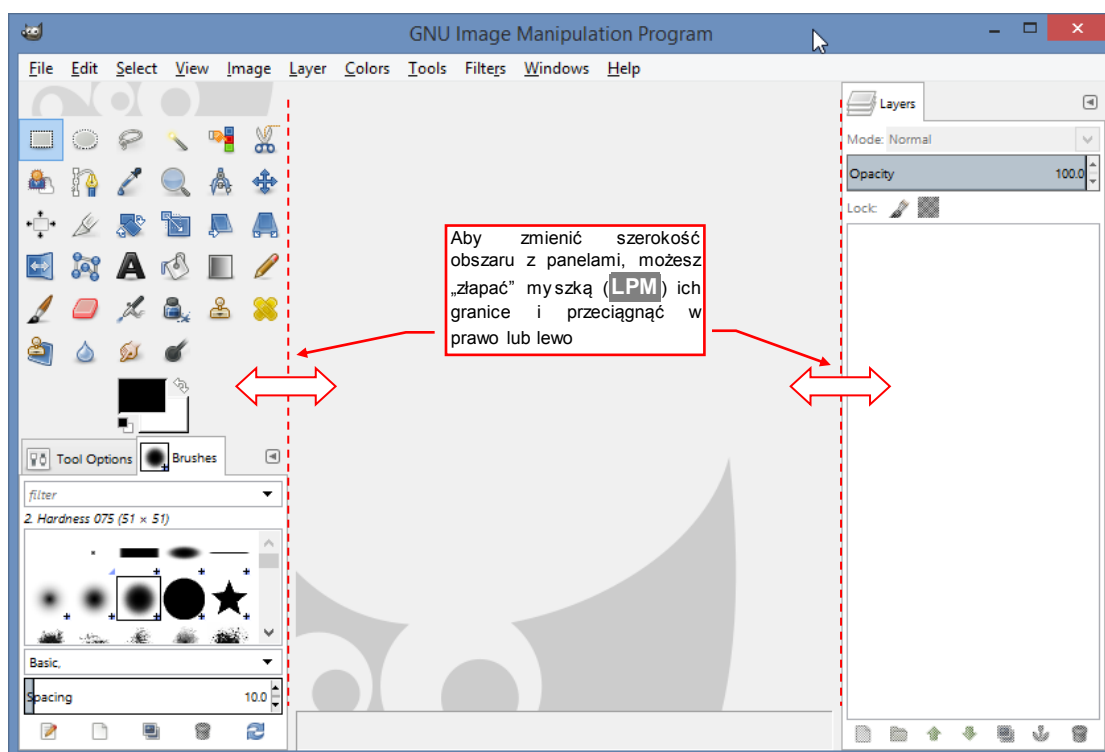 GNU Image Manipulation Program
File Edit Select View Image Layer Colors Tools Filters Windows Help
Layers
Mode: Normal
Opacity 100.0
Lock:
Aby zmienić szerokość
obszaru z panelami, możesz
„złapać” myszką (LPM) ich
granice i przeciągnąć w
prawo lub lewo
Tool Options Brushes
filter
2. Hardness 075 (51 × 51)
Basic,
Spacing 10.0